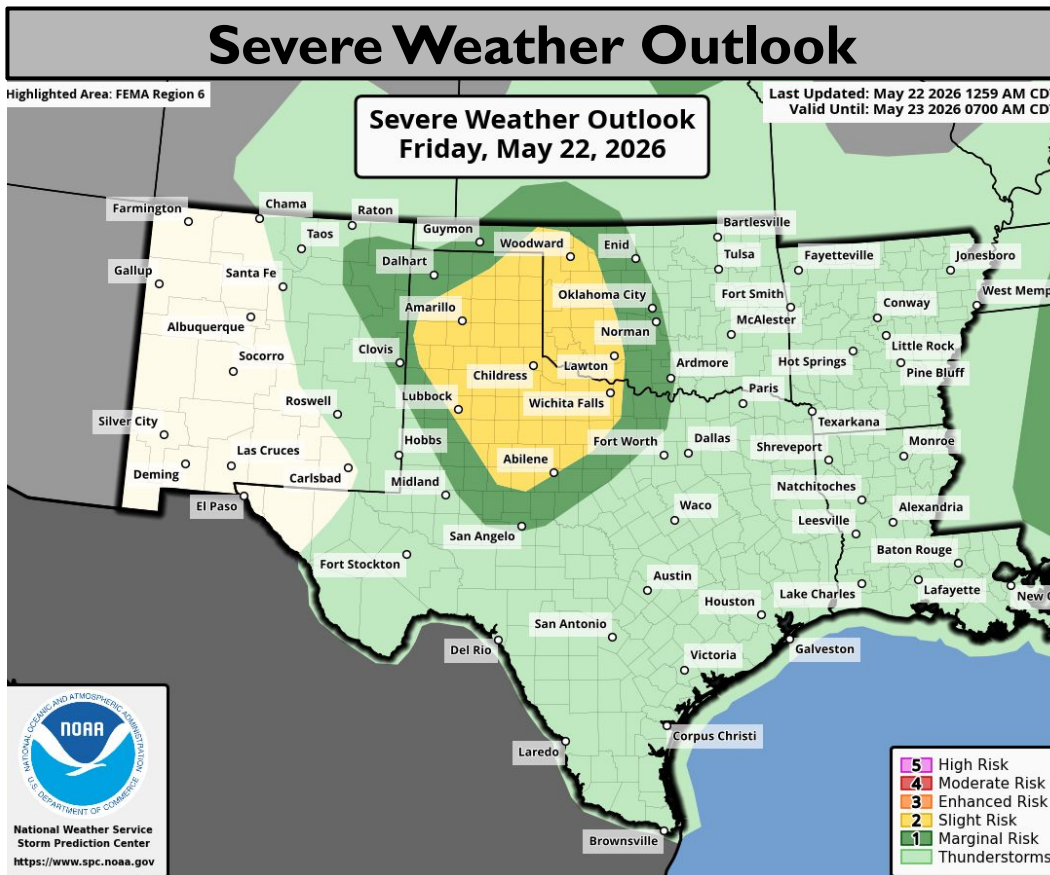 Severe Weather Outlook
Highlighted Area: FEMA Region 6
Last Updated: May 22 2026 1259 AM CD
Valid Until: May 23 2026 0700 AM CD
Severe Weather Outlook
Friday, May 22, 2026
Farmington
Chama
Raton
Taos
Guymon
Woodward
Enid
Bartlesville
Tulsa
Fayetteville
Jonesboro
Gallup
Santa Fe
Dalhart
Oklahoma City
Fort Smith
Conway
West Memp
Albuquerque
Amarillo
Norman
McAlester
Little Rock
Socorro
Clovis
Childress
Lawton
Ardmore
Hot Springs
Pine Bluff
Roswell
Lubbock
Wichita Falls
Paris
Texarkana
Silver City
Hobbs
Fort Worth
Dallas
Shreveport
Monroe
Deming
Las Cruces
Carlsbad
Midland
Abilene
Natchitoches
El Paso
San Angelo
Waco
Leesville
Alexandria
Fort Stockton
Austin
Baton Rouge
Houston
Lake Charles
Lafayette
New
San Antonio
Del Rio
Victoria
Galveston
Laredo
Corpus Christi
Brownsville
NATIONAL OCEANIC AND ATMOSPHERIC ADMINISTRATION
NOAA
U.S. DEPARTMENT OF COMMERCE
National Weather Service
Storm Prediction Center
https://www.spc.noaa.gov
5 High Risk
4 Moderate Risk
3 Enhanced Risk
2 Slight Risk
1 Marginal Risk
Thunderstorms